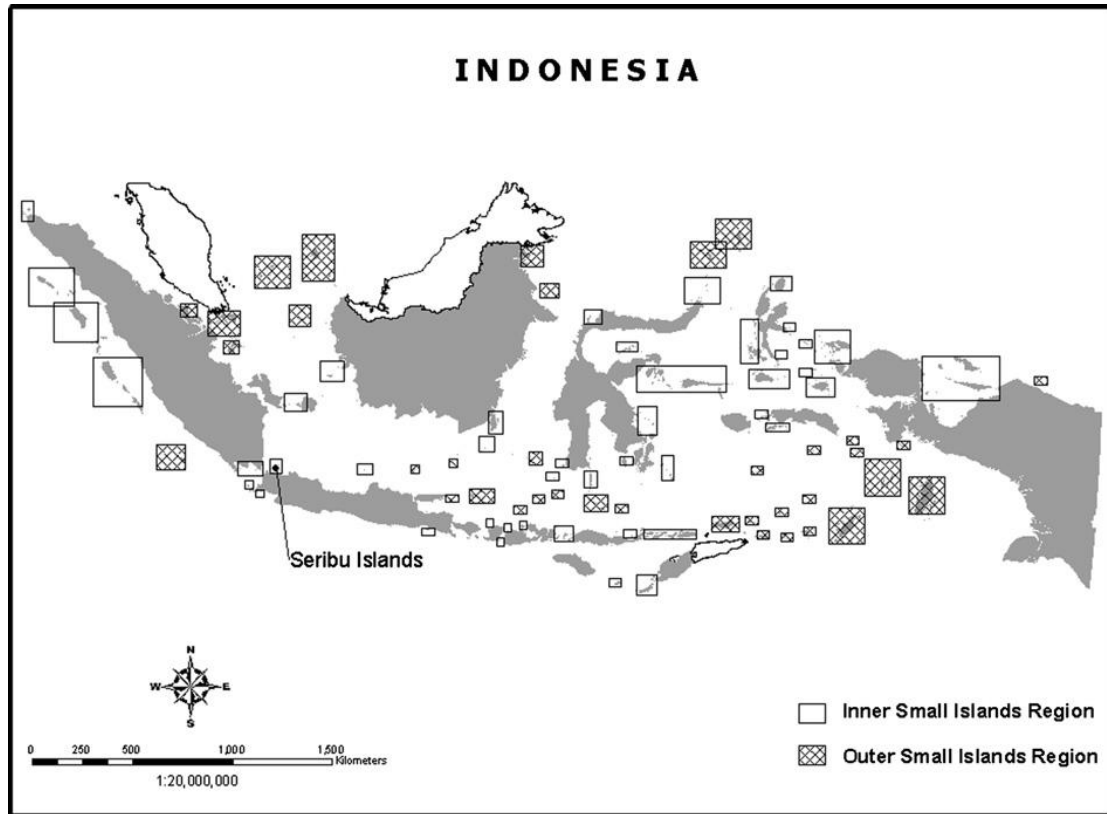 INDONESIA
Seribu Islands
N
W E
S
0 250 500 1,000 1,500
Kilometers
1:20,000,000
Inner Small Islands Region
Outer Small Islands Region